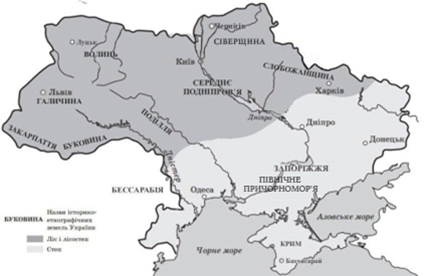 Чернігів
Луцьк
ВОЛИНЬ
СІВЕРЩИНА
Київ
СЛОБОЖАНЩИНА
Харків
Львів
ГАЛИЧИНА
СЕРЕДНЄ
ПОДНІПРОВ'Я
ПОДІЛЛЯ
Дніпро
Дніпро
Донецьк
ЗАКАРПАТТЯ
БУКОВИНА
Дністер
ЗАПОРІЖЖЯ
ПІВНІЧНЕ
ПРИЧОРНОМОР'Я
БЕССАРАБІЯ
Одеса
Азовське море
БУКОВИНА
Назви історико-
етнографічних
земель України
Ліс і лісостеп
Степ
КРИМ
Чорне море
Бахчисарай